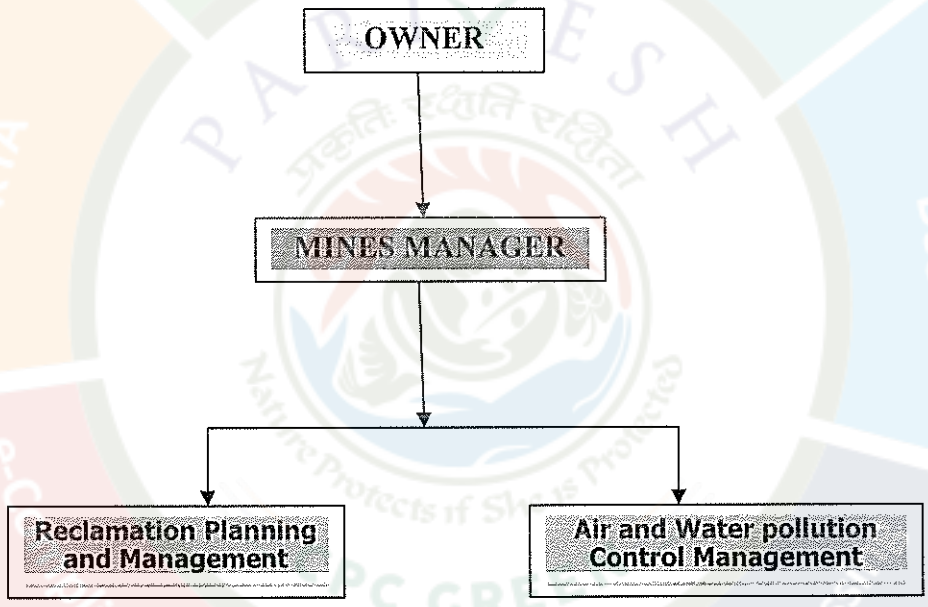 PARIVESH
प्रकृतिः रक्षति रक्षिता
OWNER
MINES MANAGER
Nature Protects if She is Protected
Reclamation Planning
and Management
Air and Water pollution
Control Management